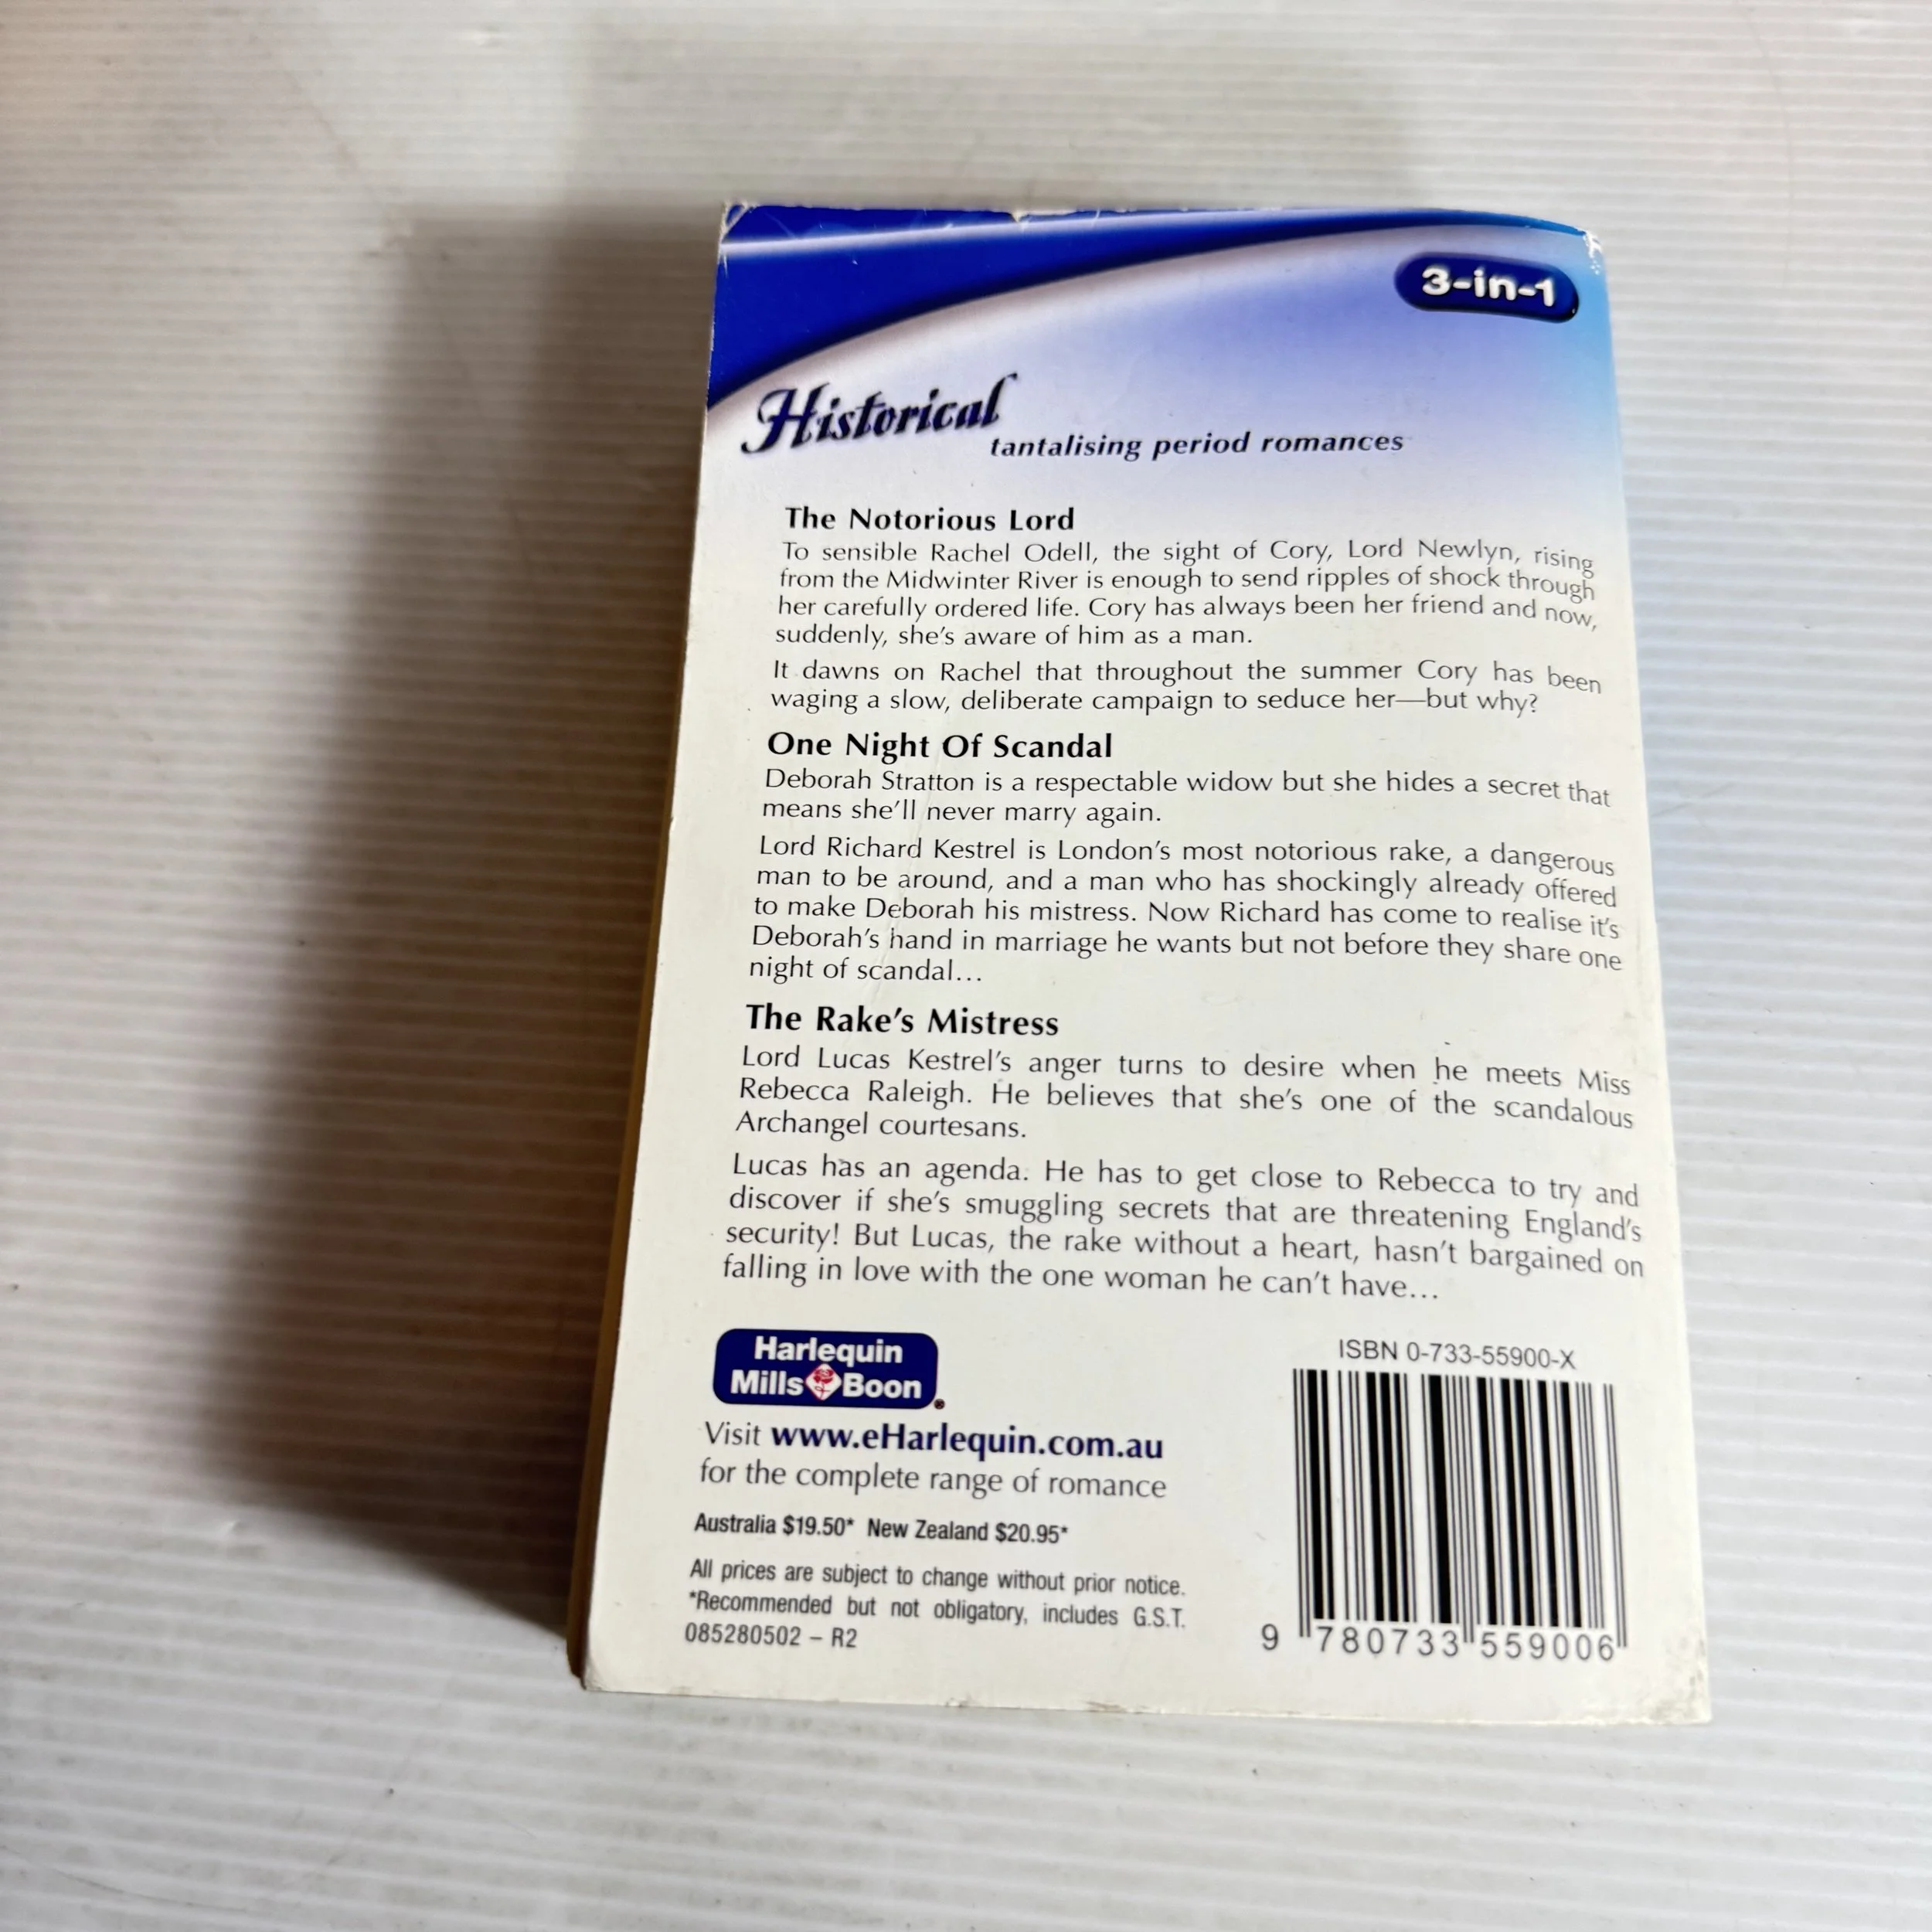 3-in-1
Historical
tantalising period romances
The Notorious Lord
To sensible Rachel Odell, the sight of Cory, Lord Newlyn, rising
from the Midwinter River is enough to send ripples of shock through
her carefully ordered life. Cory has always been her friend and now,
suddenly, she's aware of him as a man.
It dawns on Rachel that throughout the summer Cory has been
waging a slow, deliberate campaign to seduce her—but why?
One Night Of Scandal
Deborah Stratton is a respectable widow but she hides a secret that
means she'll never marry again.
Lord Richard Kestrel is London's most notorious rake, a dangerous
man to be around, and a man who has shockingly already offered
to make Deborah his mistress. Now Richard has come to realise it's
Deborah's hand in marriage he wants but not before they share one
night of scandal...
The Rake's Mistress
Lord Lucas Kestrel's anger turns to desire when he meets Miss
Rebecca Raleigh. He believes that she's one of the scandalous
Archangel courtesans.
Lucas has an agenda. He has to get close to Rebecca to try and
discover if she's smuggling secrets that are threatening England's
security! But Lucas, the rake without a heart, hasn't bargained on
falling in love with the one woman he can't have...
Harlequin
Mills Boon®
Visit www.eHarlequin.com.au
for the complete range of romance
Australia $19.50* New Zealand $20.95*
All prices are subject to change without prior notice.
*Recommended but not obligatory, includes G.S.T.
085280502 – R2
ISBN 0-733-55900-X
9 780733 559006